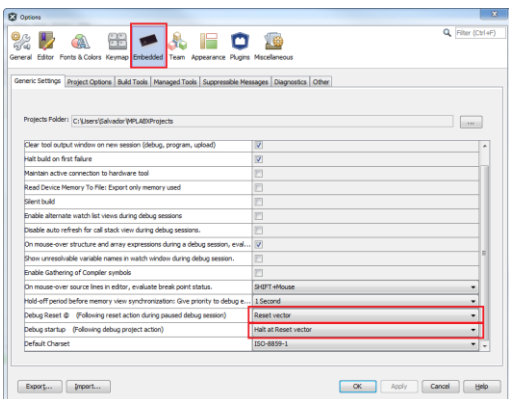 Options
Filter (Ctrl+F)
General Editor Fonts & Colors Keymap Embedded Team Appearance Plugins Miscellaneous
Generic Settings Project Options Build Tools Managed Tools Suppressible Messages Diagnostics Other
Projects Folder: C:\Users\Salvador\MPLABXProjects ...
Clear tool output window on new session (debug, program, upload)
Halt build on first failure
Maintain active connection to hardware tool
Read Device Memory To File: Export only memory used
Silent build
Enable alternate watch list views during debug sessions
Disable auto refresh for call stack view during debug sessions.
On mouse-over structure and array expressions during a debug session, eval...
Show unresolvable variable names in watch window during debug session.
Enable Gathering of Compiler symbols
On mouse-over source lines in editor, evaluate break point status. SHIFT+Mouse
Hold-off period before memory view synchronization: Give priority to debug e... 1 Second
Debug Reset @ (Following reset action during paused debug session) Reset vector
Debug startup (Following debug project action) Halt at Reset vector
Default Charset ISO-8859-1
Export... Import... OK Apply Cancel Help